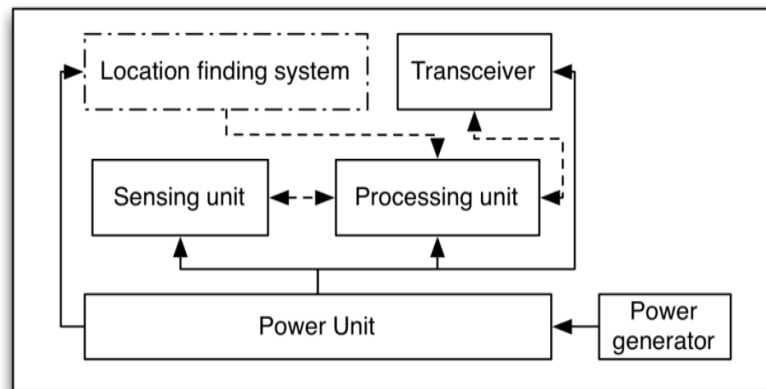 Location finding system
Transceiver
Sensing unit
Processing unit
Power Unit
Power
generator